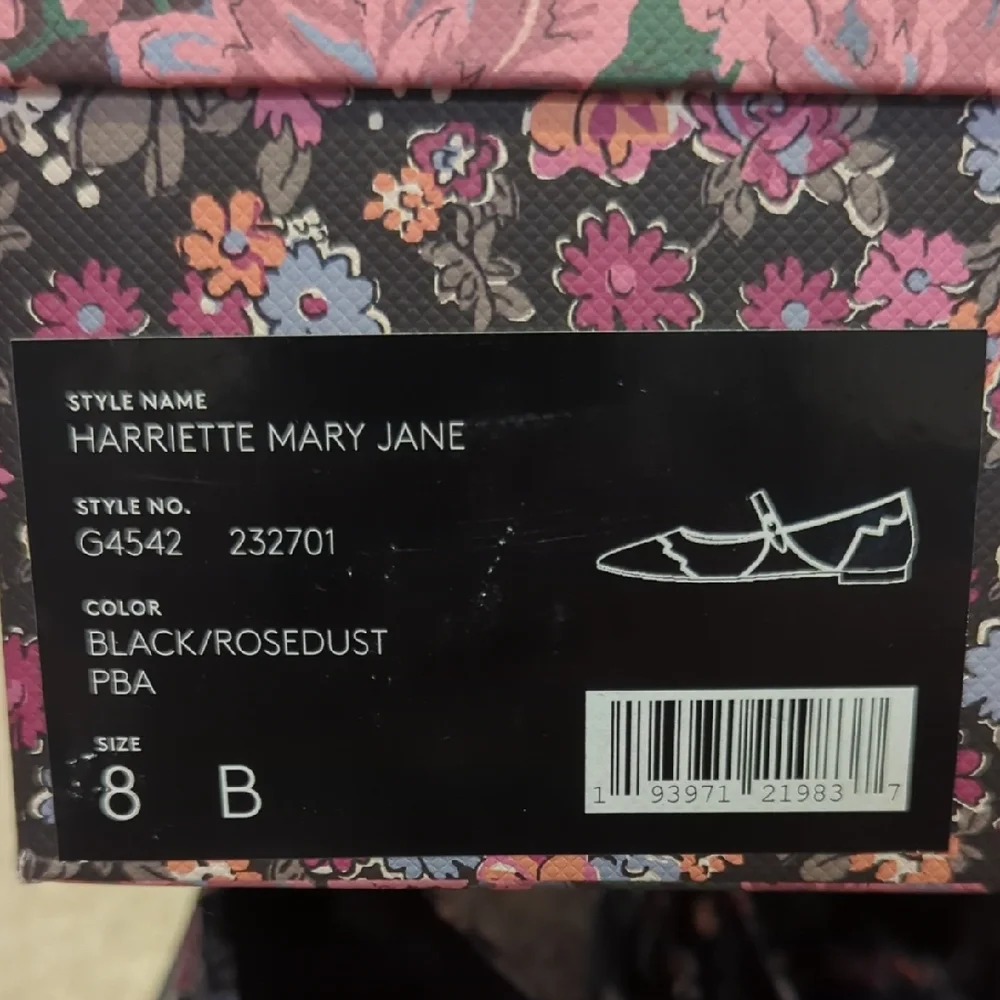 STYLE NAME
HARRIETTE MARY JANE
STYLE NO.
G4542 232701
COLOR
BLACK/ROSEDUST
PBA
SIZE
8 B
1 93971 21983 7